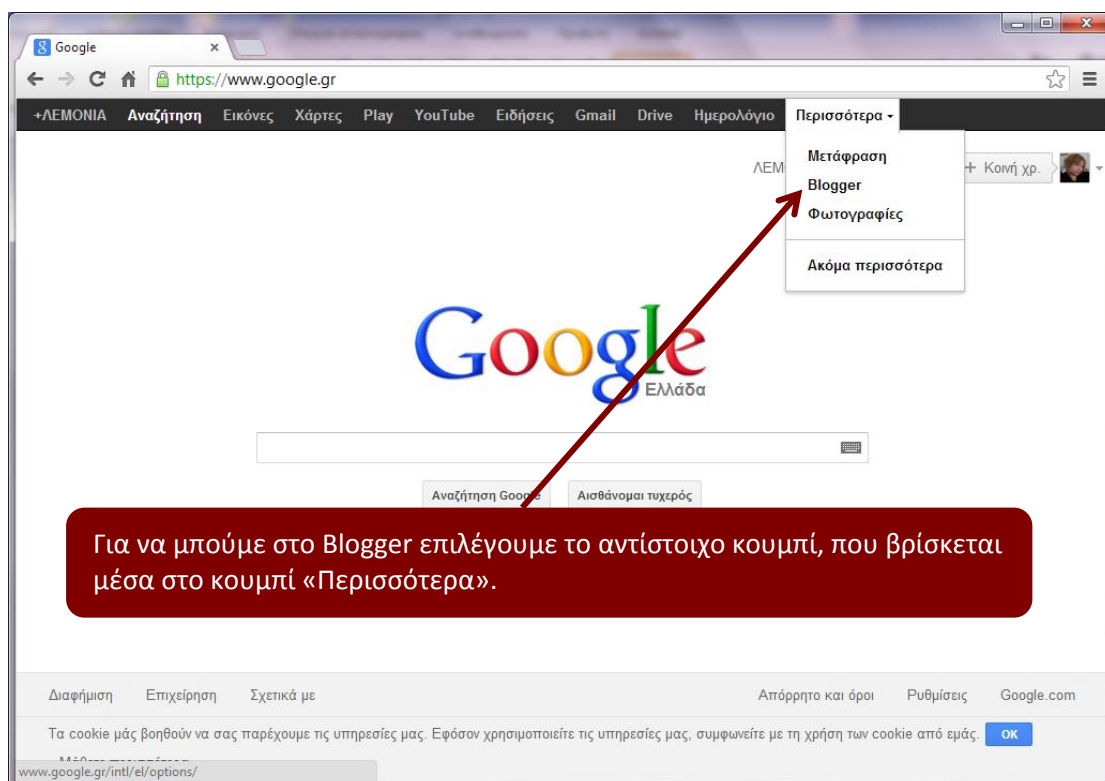 Google
https://www.google.gr
+ΛΕΜΟΝΙΑ Αναζήτηση Εικόνες Χάρτες Play YouTube Ειδήσεις Gmail Drive Ημερολόγιο Περισσότερα
Μετάφραση
Blogger
Φωτογραφίες
Ακόμα περισσότερα
ΛΕΜ
+ Κοινή χρ.
Google
Ελλάδα
Αναζήτηση Google Αισθάνομαι τυχερός
Για να μπούμε στο Blogger επιλέγουμε το αντίστοιχο κουμπί, που βρίσκεται
μέσα στο κουμπί «Περισσότερα».
Διαφήμιση Επιχείρηση Σχετικά με Απόρρητο και όροι Ρυθμίσεις Google.com
Τα cookie μάς βοηθούν να σας παρέχουμε τις υπηρεσίες μας. Εφόσον χρησιμοποιείτε τις υπηρεσίες μας, συμφωνείτε με τη χρήση των cookie από εμάς. OK
www.google.gr/intl/el/options/